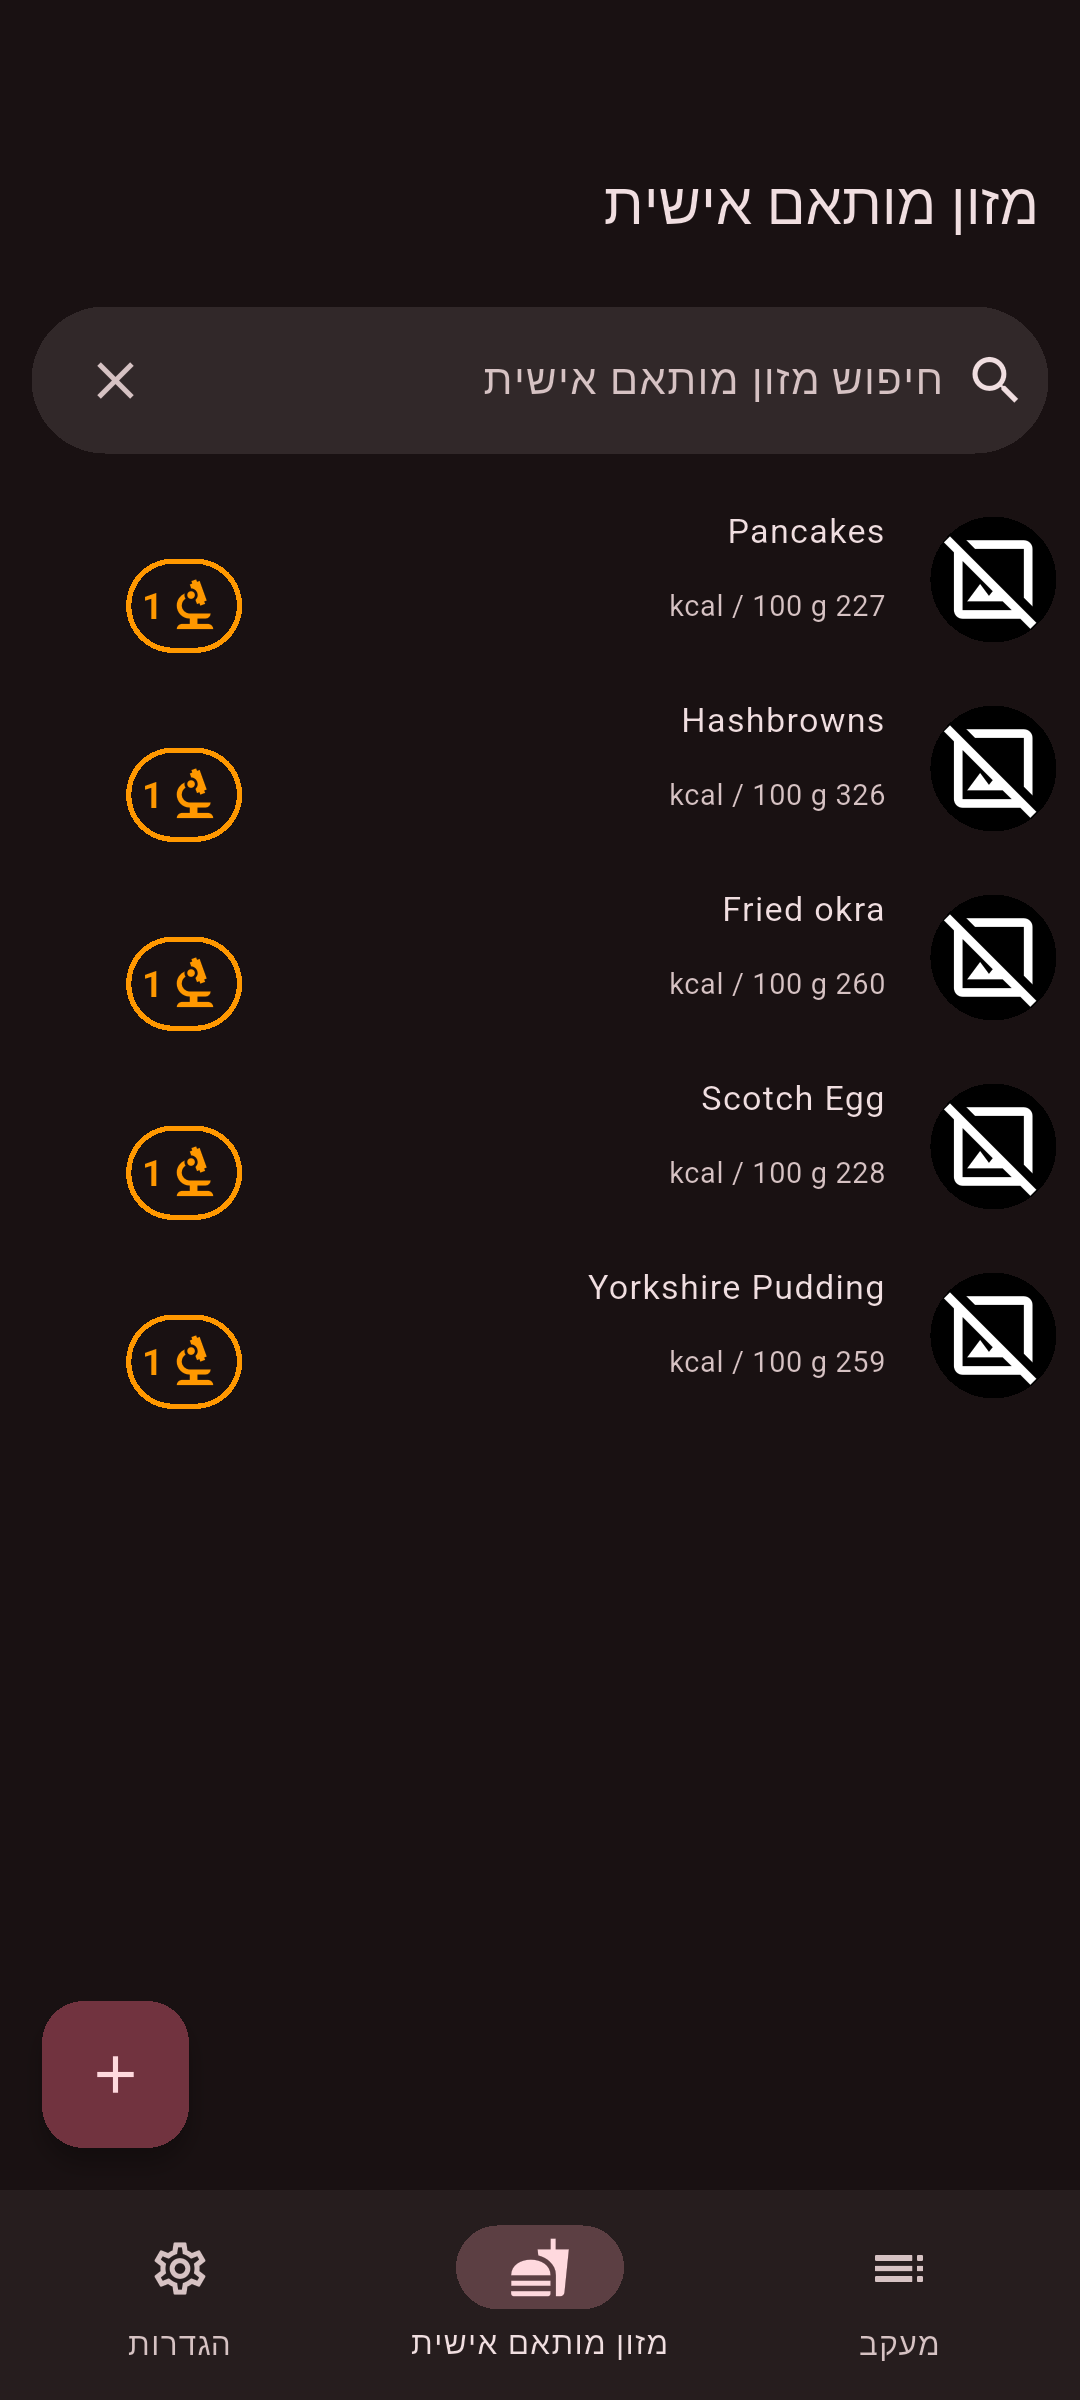 מזון מותאם אישית
חיפוש מזון מותאם אישית
Pancakes
kcal / 100 g 227
1
Hashbrowns
kcal / 100 g 326
1
Fried okra
kcal / 100 g 260
1
Scotch Egg
kcal / 100 g 228
1
Yorkshire Pudding
kcal / 100 g 259
1
מעקב
מזון מותאם אישית
הגדרות